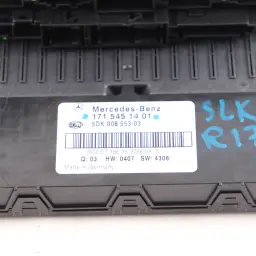 Mercedes-Benz
171 545 14 01
5DK 008 553-03
Q: 03 HW: 0407 SW: 4306
Made in Germany
SLK
R17